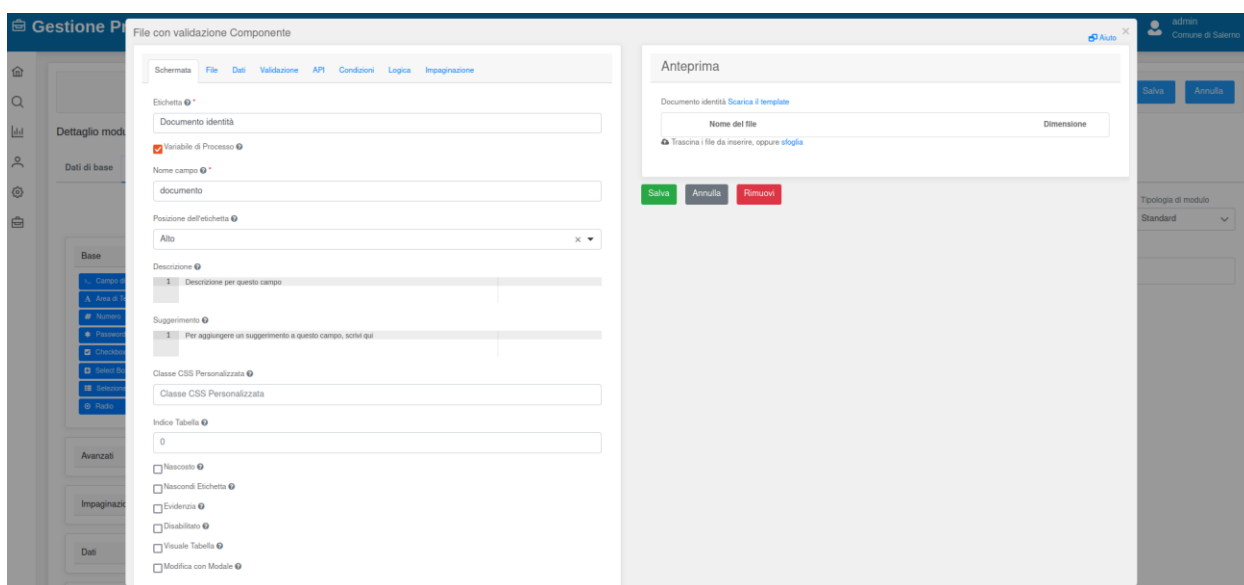 Gestione Pr
admin
Comune di Salerno
File con validazione Componente
Aiuto ×
Schermata File Dati Validazione API Condizioni Logica Impaginazione
Anteprima
Salva Annulla
Etichetta *
Documento identità
Documento identità Scarica il template
Nome del file Dimensione
Trascina i file da inserire, oppure sfoglia
Dettaglio modu
Variabile di Processo
Dati di base
Nome campo *
documento
Salva Annulla Rimuovi
Tipologia di modulo
Standard
Posizione dell'etichetta
Alto ×
Base
Descrizione
1 Descrizione per questo campo
Campo di
Area di Te
Numero
Password
Checkbox
Select Bo
Selezione
Radio
Suggerimento
1 Per aggiungere un suggerimento a questo campo, scrivi qui
Classe CSS Personalizzata
Classe CSS Personalizzata
Indice Tabella
0
Avanzati
Nascosto
Nascondi Etichetta
Impaginazio
Evidenzia
Disabilitato
Dati
Visuale Tabella
Modifica con Modale